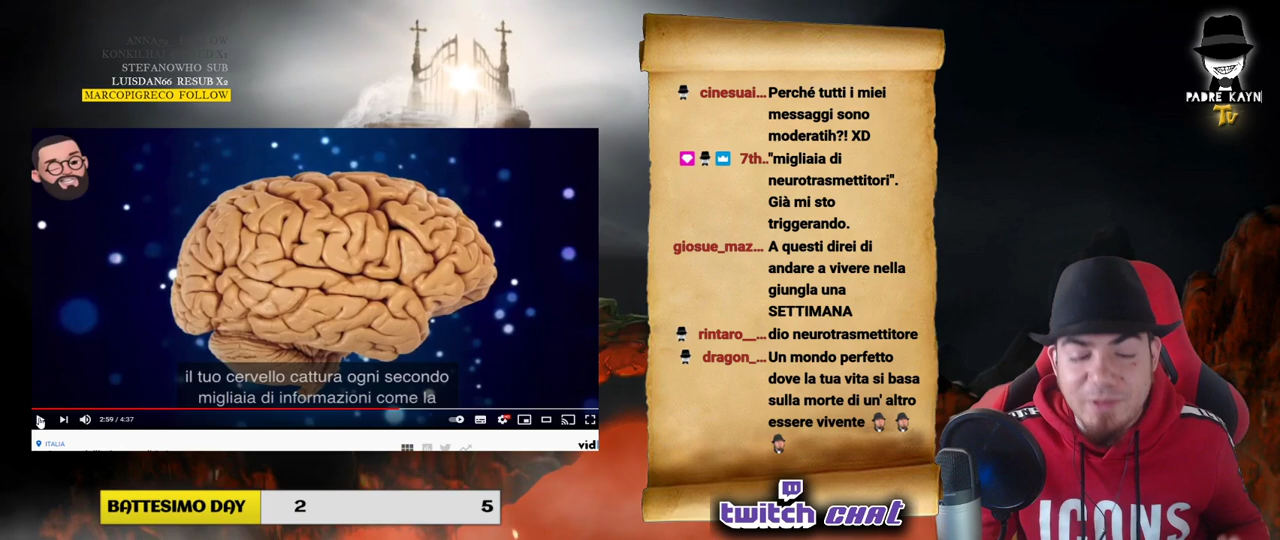 STEFANOWHO SUB
LUISDAN66 RESUB X2
MARCOPIGRECO FOLLOW
il tuo cervello cattura ogni secondo
migliaia di informazioni come la
2:59 / 4:37
ITALIA
vid
BATTESIMO DAY 2 5
cinesuai... Perché tutti i miei
messaggi sono
moderatih?! XD
7th.. "migliaia di
neurotrasmettitori".
Già mi sto
triggerando.
giosue_maz... A questi direi di
andare a vivere nella
giungla una
SETTIMANA
rintaro__... dio neurotrasmettitore
dragon_... Un mondo perfetto
dove la tua vita si basa
sulla morte di un' altro
essere vivente
twitch CHAT
PADRE KAYN
Tv
ICONS